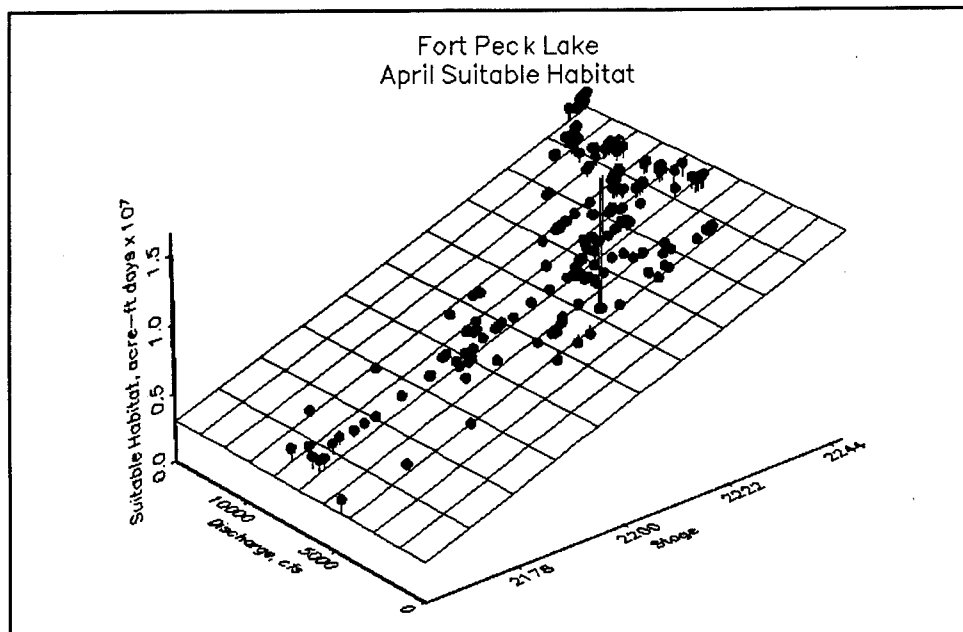 Fort Peck Lake
April Suitable Habitat
Suitable Habitat, acre-ft days x 10 7
1.5
1.0
0.5
0.0
10000
5000
0
Discharge, cfs
2178
2200
2222
2244
Stage